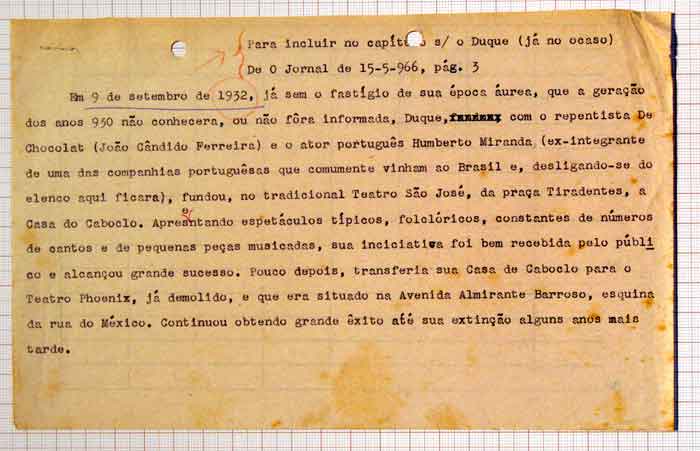 Para incluir no capítulo s/ o Duque (já no ocaso)
De O Jornal de 15-5-966, pág. 3
Em 9 de setembro de 1932, já sem o fastígio de sua época áurea, que a geração
dos anos 950 não conhecera, ou não fôra informada, Duque, com o repentista De
Chocolat (João Cândido Ferreira) e o ator português Humberto Miranda (ex-integrante
de uma das companhias portuguêsas que comumente vinham ao Brasil e, desligando-se do
elenco aqui ficara), fundou, no tradicional Teatro São José, da praça Tiradentes, a
Casa do Caboclo. Apresentando espetáculos típicos, folclóricos, constantes de números
de cantos e de pequenas peças musicadas, sua inciciativa foi bem recebida pelo públi
co e alcançou grande sucesso. Pouco depois, transferia sua Casa de Caboclo para o
Teatro Phoenix, já demolido, e que era situado na Avenida Almirante Barroso, esquina
da rua do México. Continuou obtendo grande êxito até sua extinção alguns anos mais
tarde.